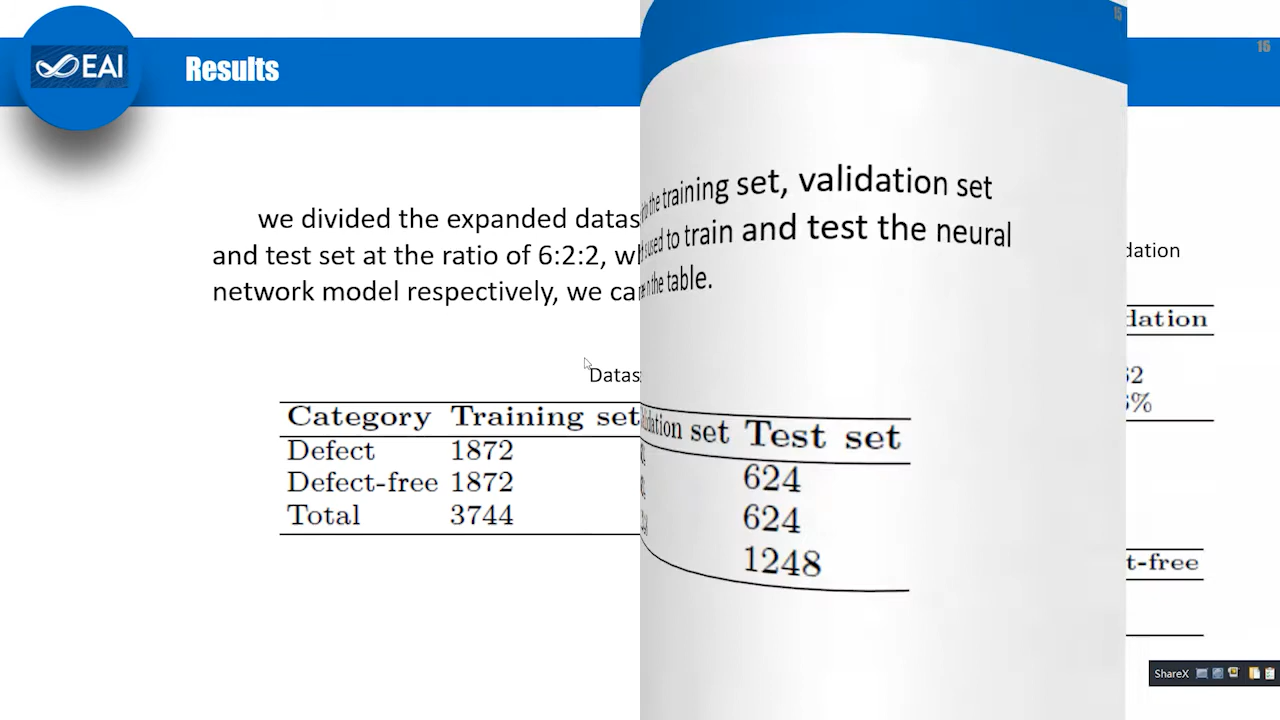 EAI
Results
15
15
we divided the expanded datas the training set, validation set
and test set at the ratio of 6:2:2, used to train and test the neural
network model respectively, we the table.
dation
Datas
Category Training set dation set Test set
Defect 1872 624
Defect-free 1872 624
Total 3744 1248
dation
62
%
t-free
ShareX